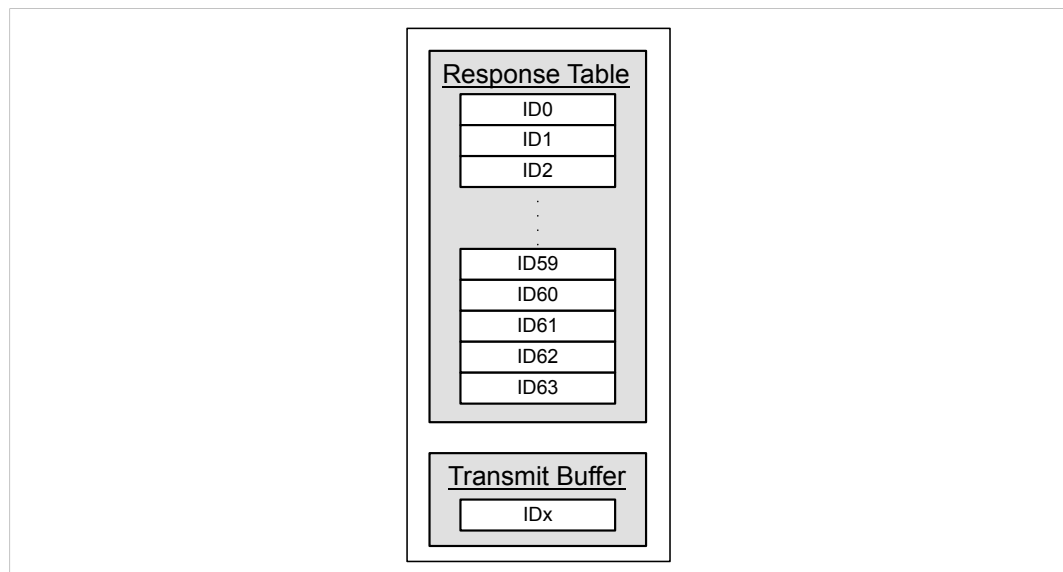 Response Table
ID0
ID1
ID2
ID59
ID60
ID61
ID62
ID63
Transmit Buffer
IDx